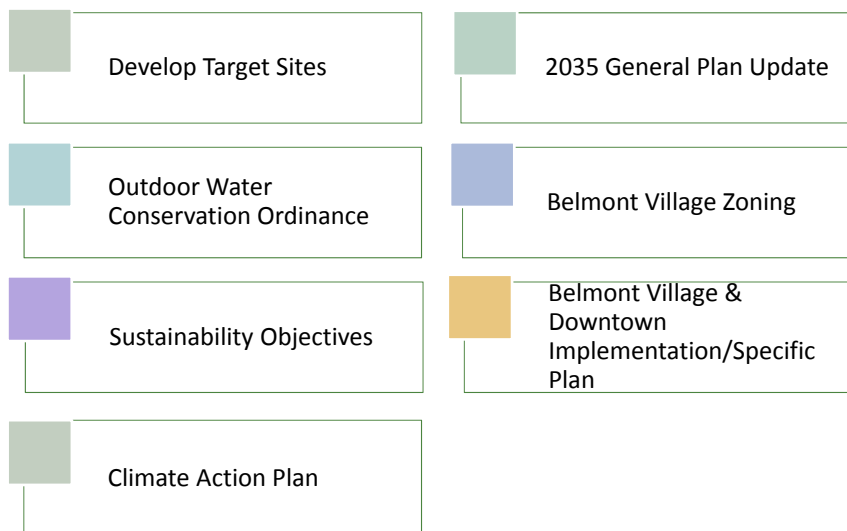 Develop Target Sites
2035 General Plan Update
Outdoor Water
Conservation Ordinance
Belmont Village Zoning
Sustainability Objectives
Belmont Village &
Downtown
Implementation/Specific
Plan
Climate Action Plan